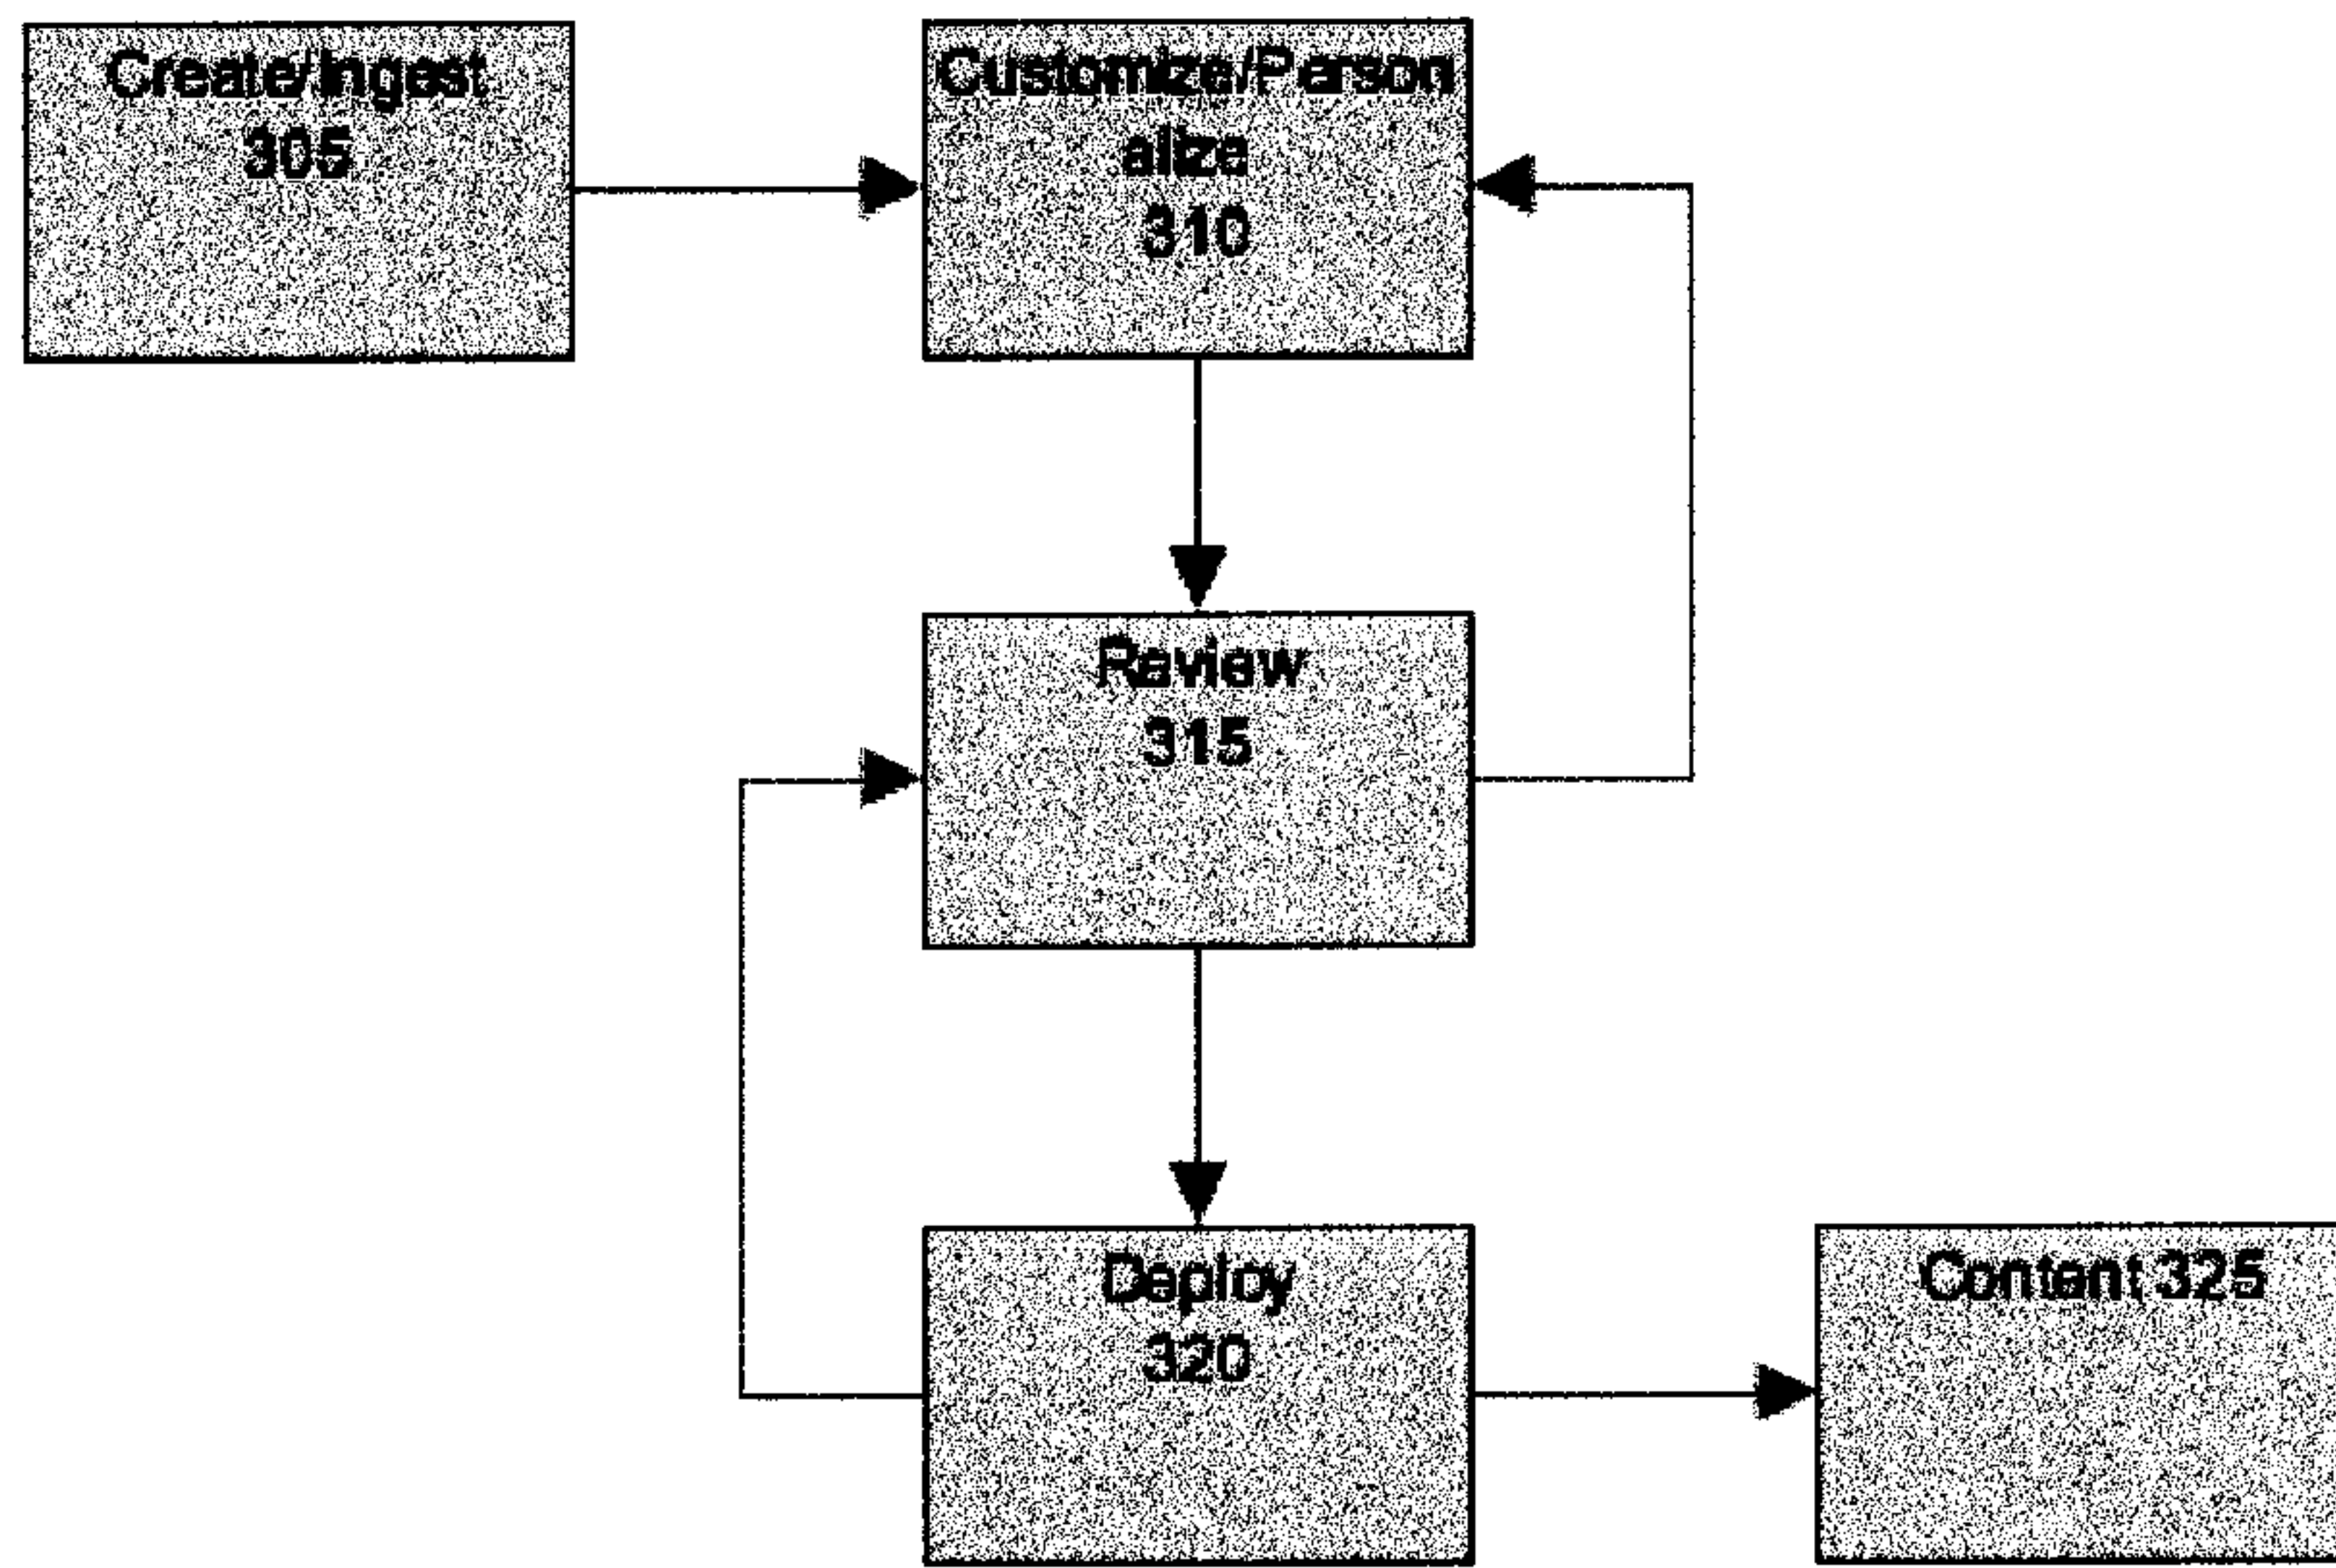 Create/Ingest
305
Customize/Person
alize
310
Review
315
Deploy
320
Content 325